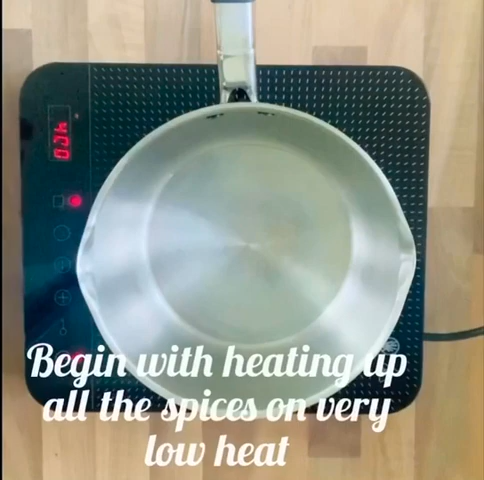 Begin with heating up
all the spices on very
low heat